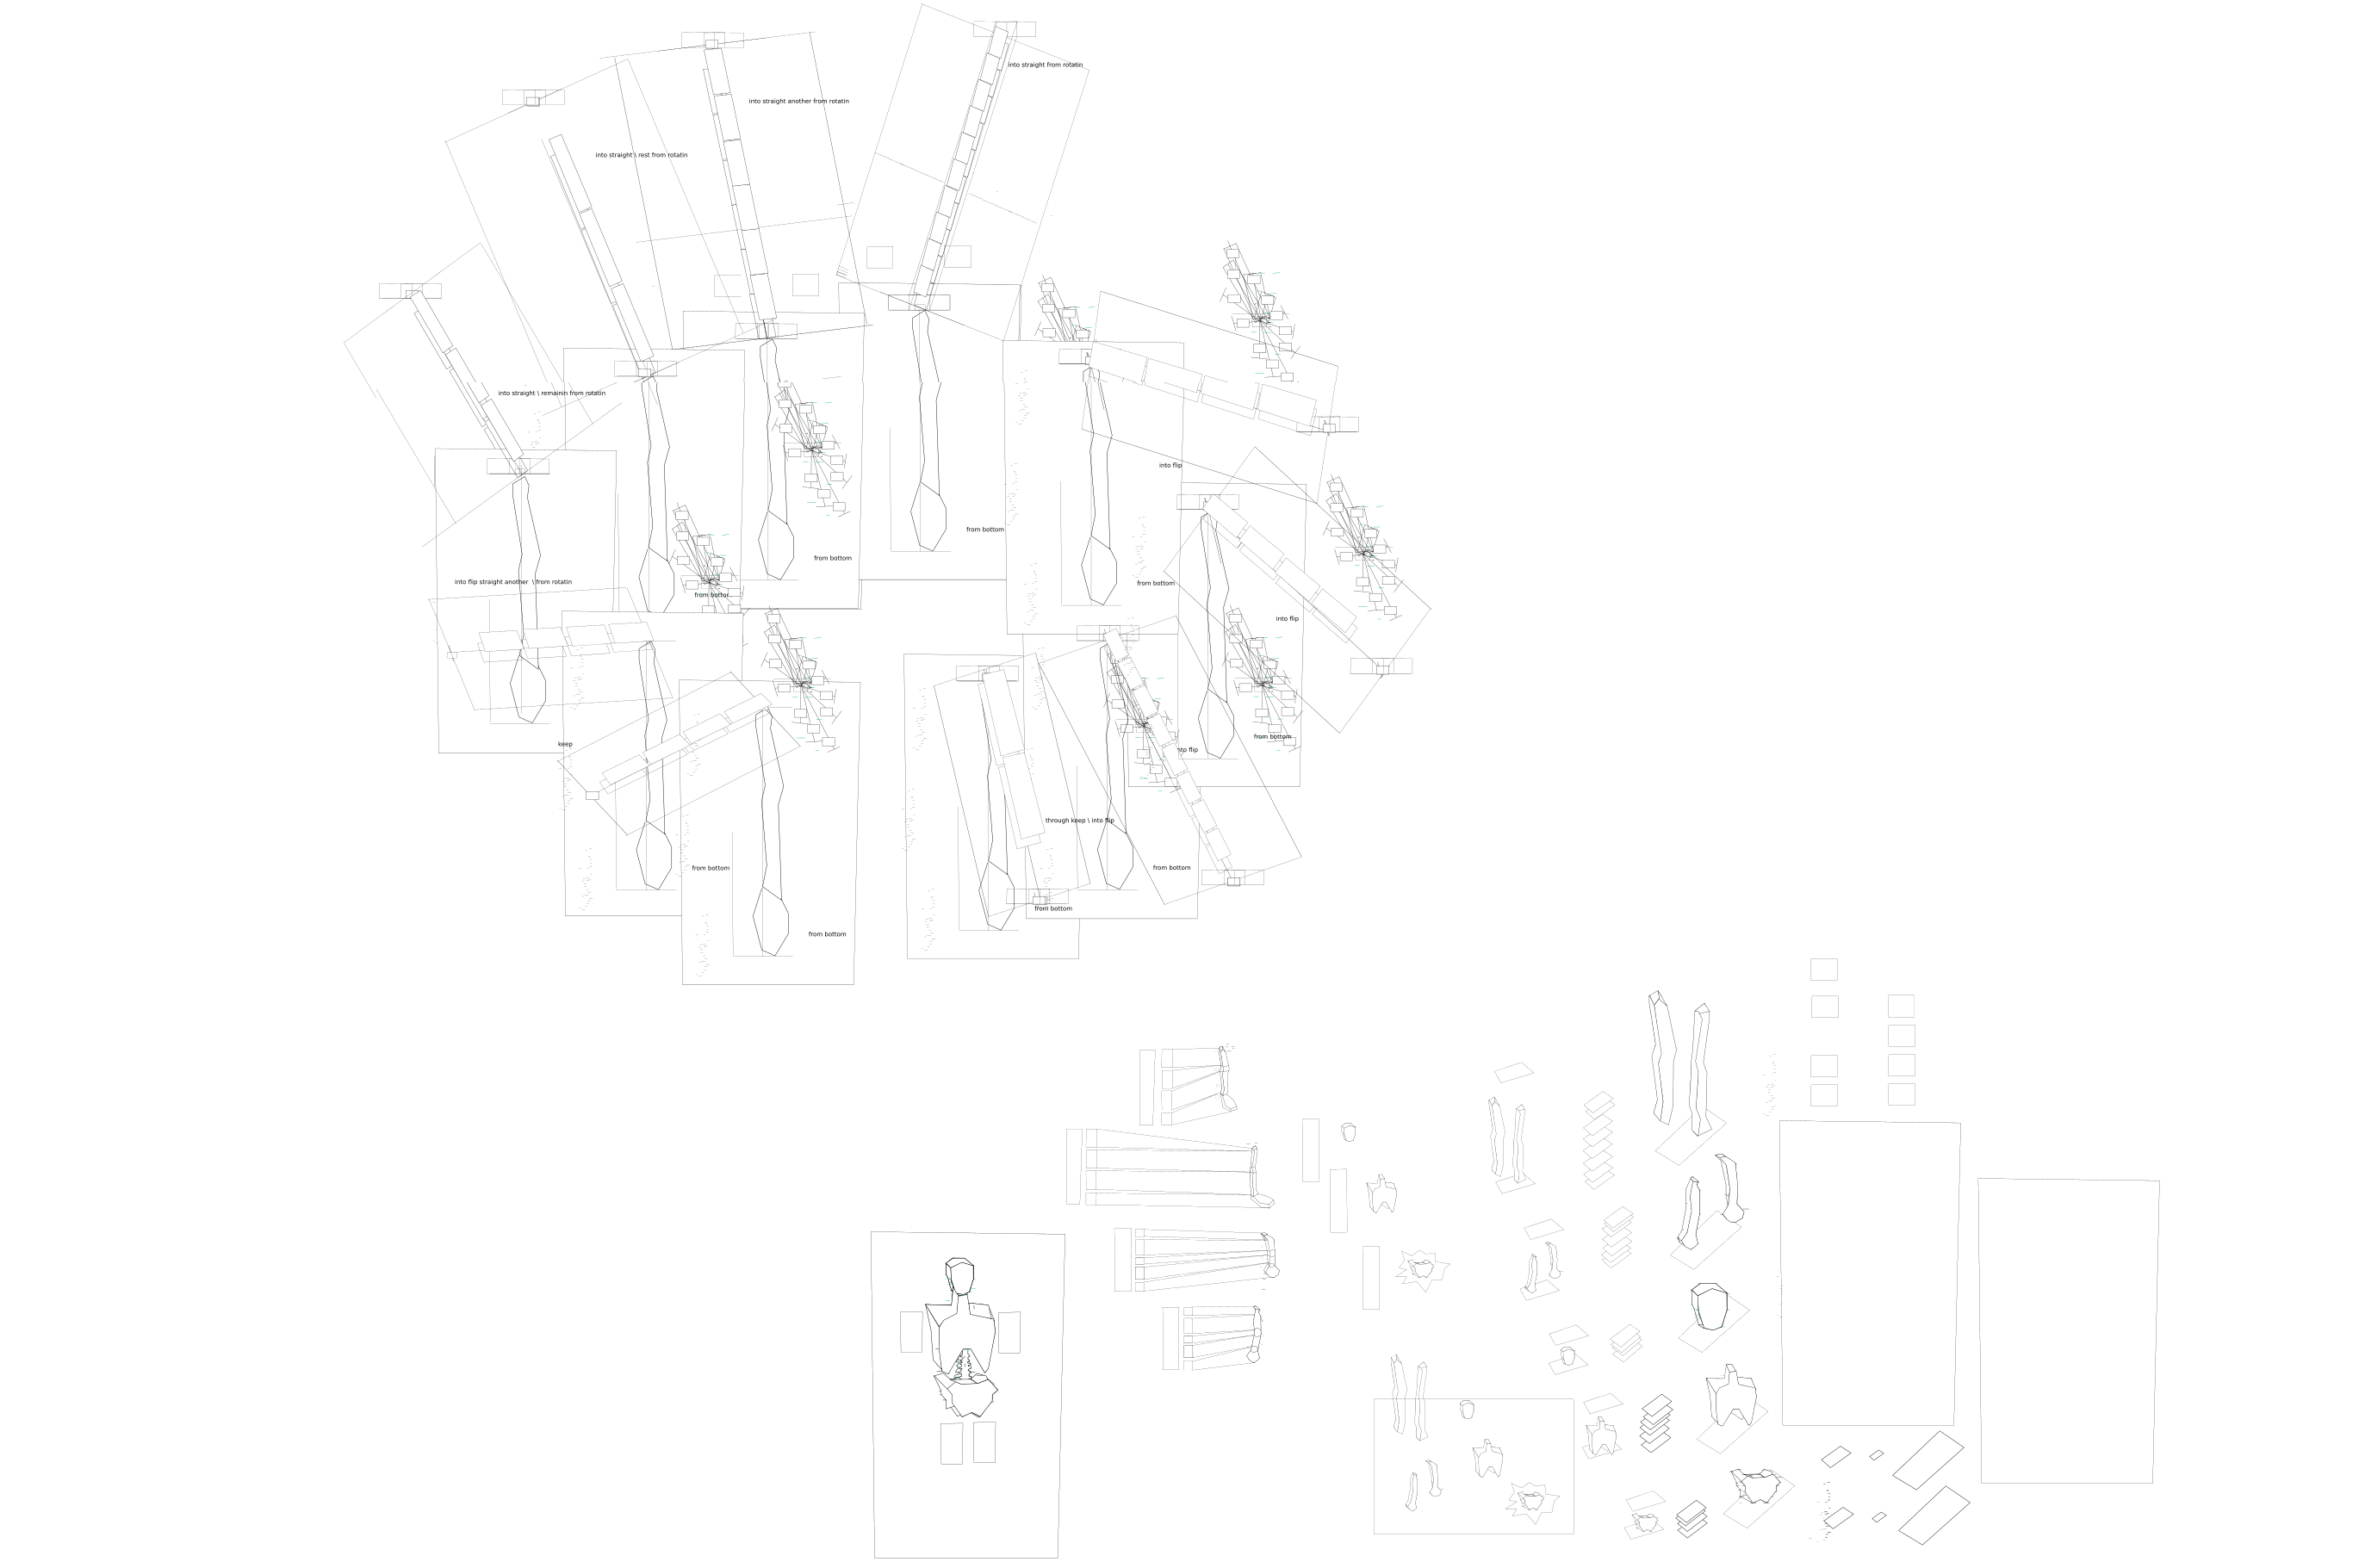 into straight from rotatin
into straight another from rotatin
into straight \ rest from rotatin
into straight \ remainin from rotatin
into flip
from bottom
from bottom
into flip straight another \ from rotatin
from bottom
from bottom
into flip
from bottom
keep
into flip
through keep \ into flip
from bottom
from bottom
from bottom
from bottom